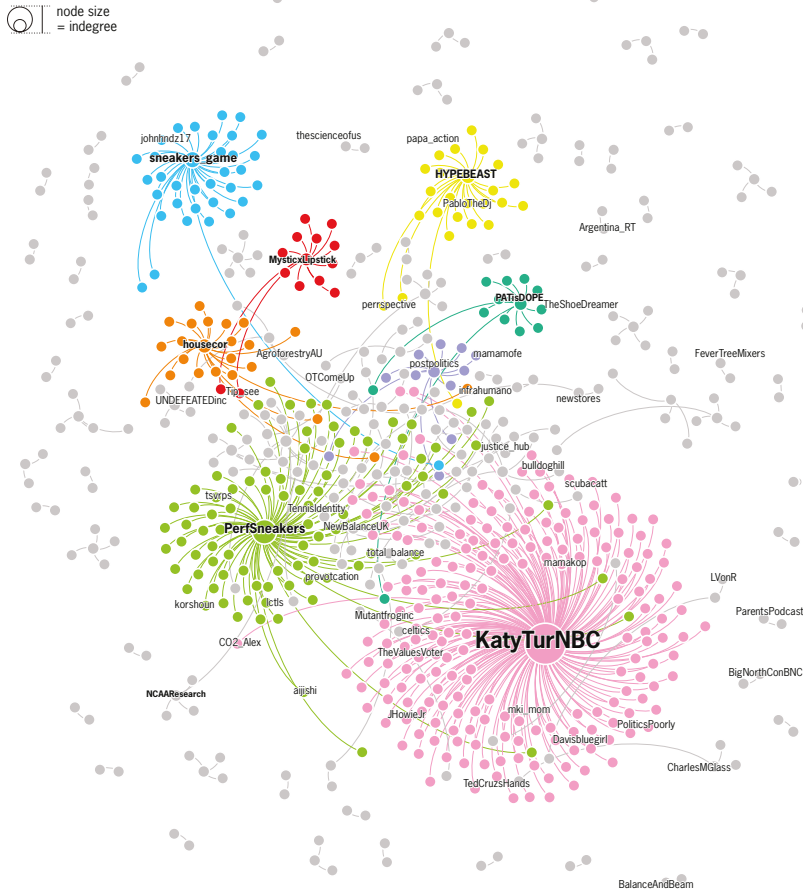 node size
= indegree
johnhndz17
thescienceofus
papa_action
sneakers_game
HYPEBEAST
PabloTheDj
Argentina_RT
MysticxLipstick
PATisDOPE
TheShoeDreamer
perrspective
housecor
AgroforestryAU
mamamofe
FeverTreeMixers
postpolitics
OTComeUp
infrahumano
newstores
UNDEFEATEDinc
justice_hub
bulldoghill
scubacatt
tsvrps
TennisIdentity
PerfSneakers
NewBalanceUK
total_balance
mamakop
provotcation
LVonR
korshoun
lctls
Mutantfroginc
ParentsPodcast
celtics
CO2_Alex
KatyTurNBC
TheValuesVoter
BigNorthConBNC
NCAAResearch
aijishi
JHowieJr
mki_mom
PoliticsPoorly
Davisbluegirl
CharlesMGlass
TedCruzsHands
BalanceAndBeam